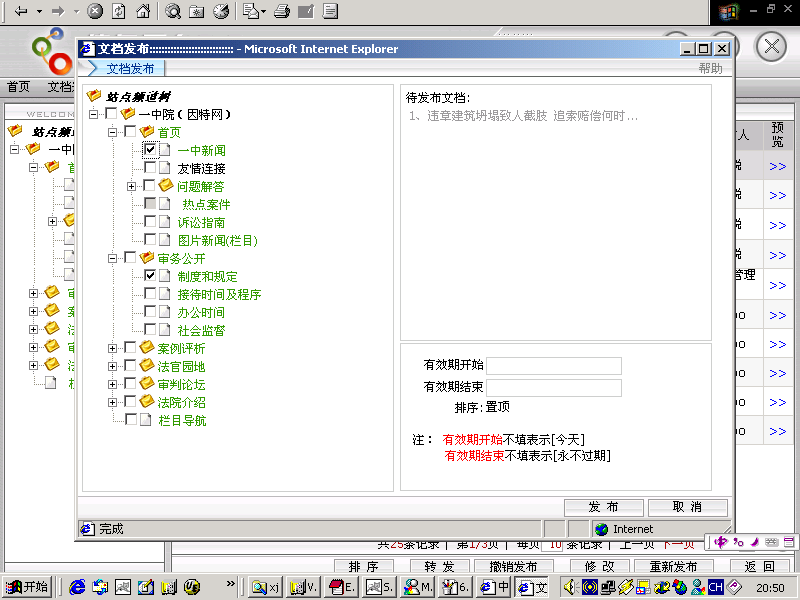 文档发布:::::::::::::::::::::::::::: - Microsoft Internet Explorer
文档发布
帮助
首页
WELCOM
一中
站点频道树
一中院（因特网）
首页
一中新闻
友情连接
问题解答
热点案件
诉讼指南
图片新闻(栏目)
审务公开
制度和规定
接待时间及程序
办公时间
社会监督
案例评析
法官园地
审判论坛
法院介绍
栏目导航
待发布文档:
1、违章建筑坍塌致人截肢 追索赔偿何时...
有效期开始
有效期结束
排序:置顶
注： 有效期开始不填表示[今天]
有效期结束不填表示[永不过期]
发 布
取 消
人
预览
>>
>>
>>
>>
管理
>>
>>
>>
>>
>>
>>
完成
Internet
共25条记录 | 第1/3页 | 每页 10 条记录 | 上一页 下一页
排 序
转 发
撤销发布
修 改
重新发布
返 回
开始
»
xj
V.
E.
S.
M.
6.
中
文
CH
20:50